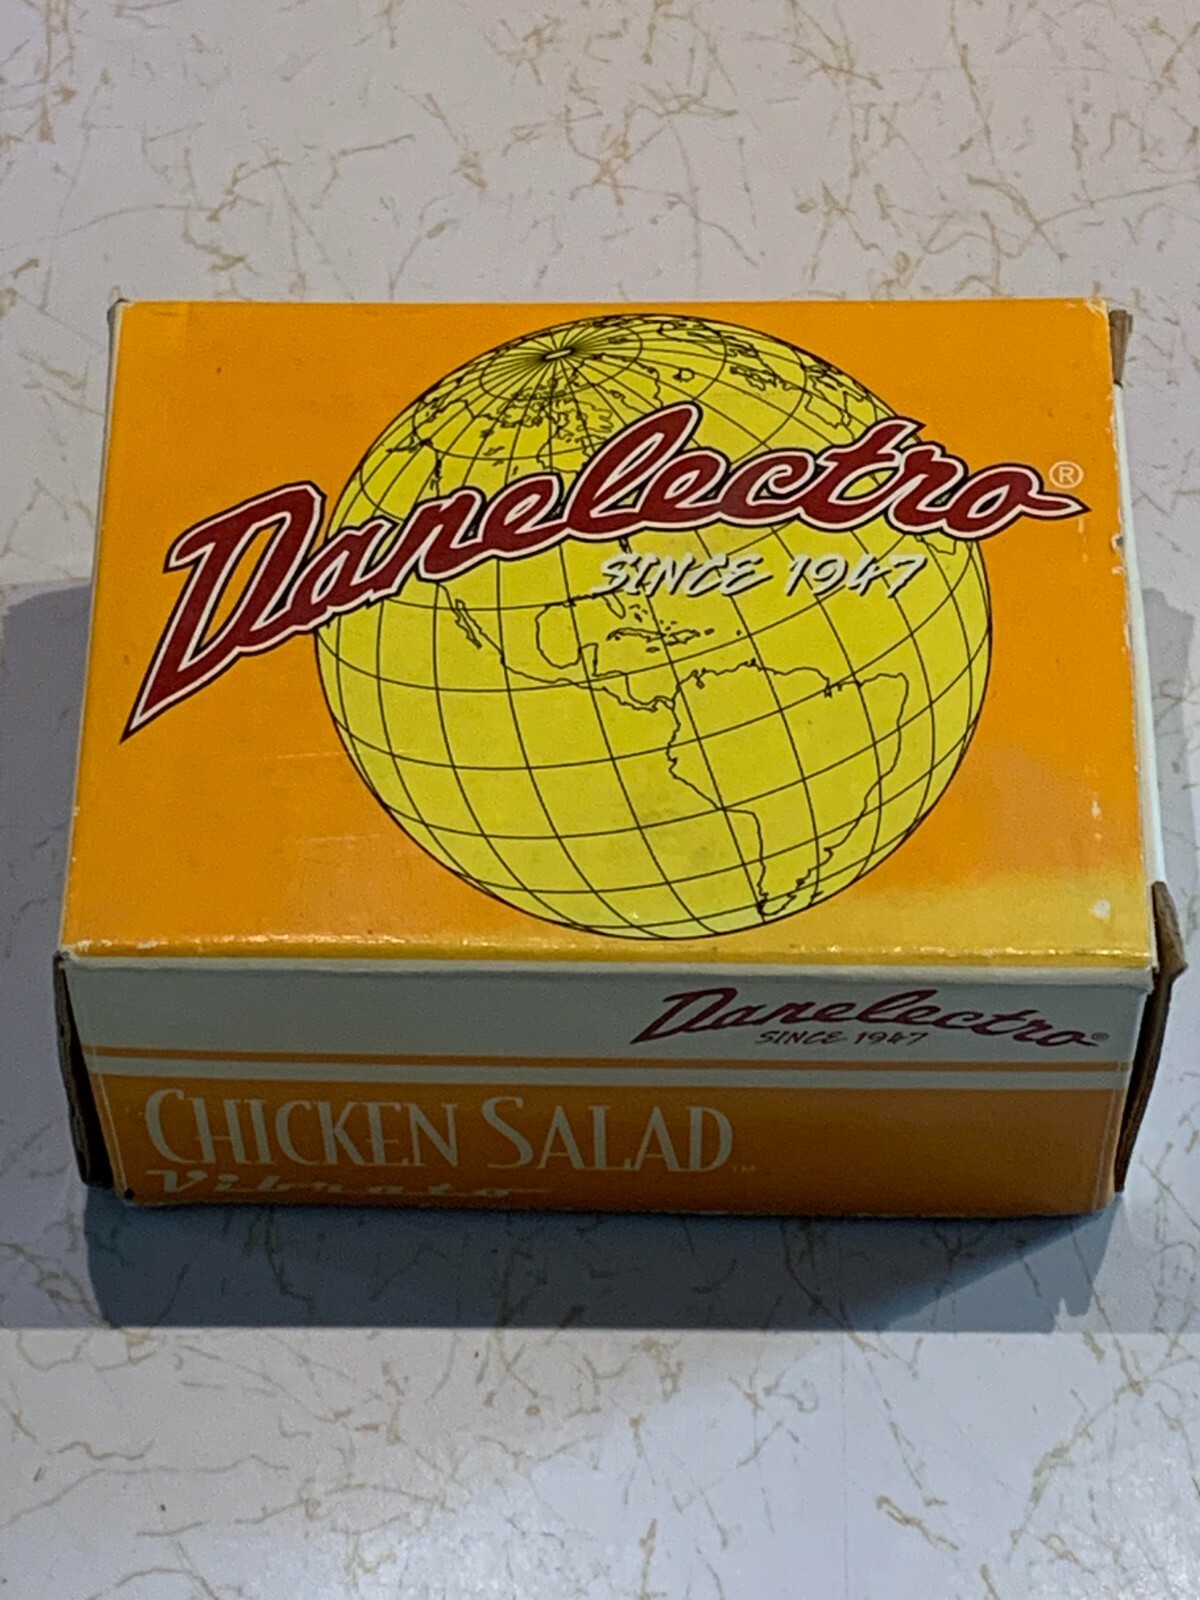 Danelectro®
SINCE 1947
Danelectro®
SINCE 1947
CHICKEN SALAD™
Vibrato